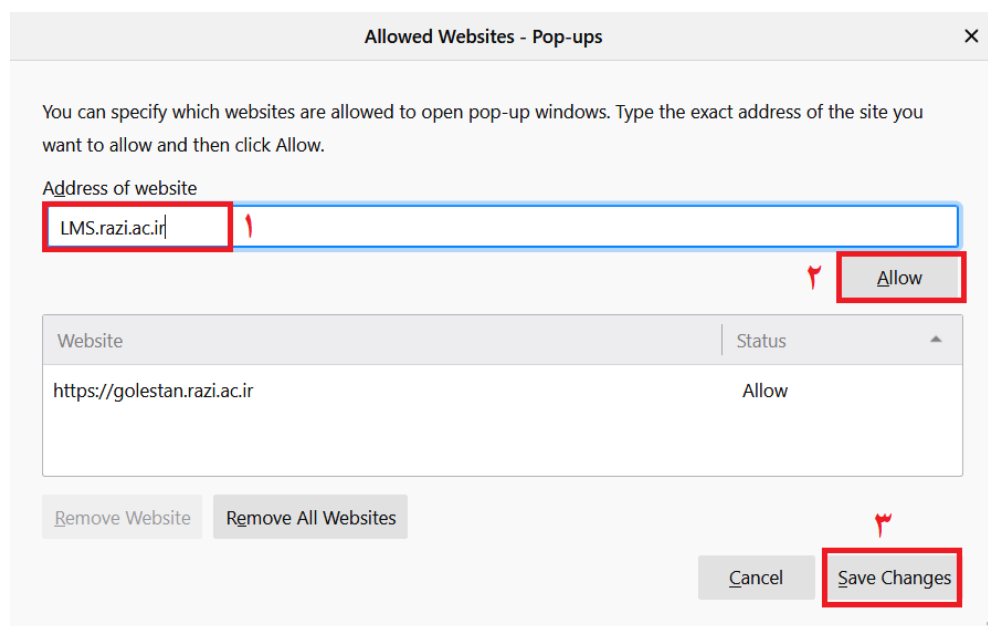 Allowed Websites - Pop-ups
You can specify which websites are allowed to open pop-up windows. Type the exact address of the site you
want to allow and then click Allow.
Address of website
LMS.razi.ac.ir ۱
۲ Allow
Website Status
https://golestan.razi.ac.ir Allow
Remove Website Remove All Websites
۳
Cancel Save Changes